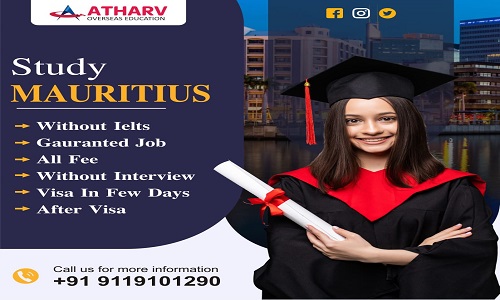 ATHARV
OVERSEAS EDUCATION
Study
MAURITIUS
Without Ielts
Gauranted Job
All Fee
Without Interview
Visa In Few Days
After Visa
Call us for more information
+91 9119101290